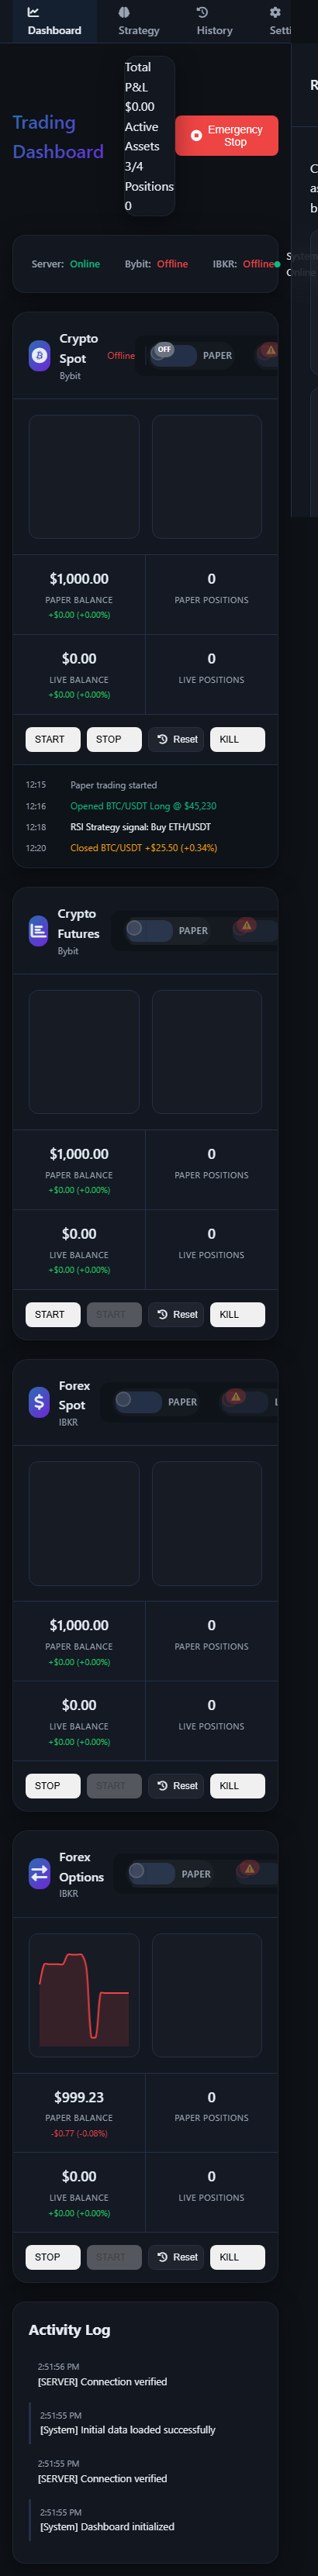 Dashboard
Strategy
History
Setti
Trading
Dashboard
Total
P&L
$0.00
Active
Assets
3/4
Positions
0
Emergency
Stop
Server: Online
Bybit: Offline
IBKR: Offline
Crypto
Spot
Bybit
Offline
OFF
PAPER
$1,000.00
PAPER BALANCE
+$0.00 (+0.00%)
0
PAPER POSITIONS
$0.00
LIVE BALANCE
+$0.00 (+0.00%)
0
LIVE POSITIONS
START
STOP
Reset
KILL
12:15 Paper trading started
12:16 Opened BTC/USDT Long @ $45,230
12:18 RSI Strategy signal: Buy ETH/USDT
12:20 Closed BTC/USDT +$25.50 (+0.34%)
Crypto
Futures
Bybit
PAPER
$1,000.00
PAPER BALANCE
+$0.00 (+0.00%)
0
PAPER POSITIONS
$0.00
LIVE BALANCE
+$0.00 (+0.00%)
0
LIVE POSITIONS
START
START
Reset
KILL
Forex
Spot
IBKR
PAPER
$1,000.00
PAPER BALANCE
+$0.00 (+0.00%)
0
PAPER POSITIONS
$0.00
LIVE BALANCE
+$0.00 (+0.00%)
0
LIVE POSITIONS
STOP
START
Reset
KILL
Forex
Options
IBKR
PAPER
$999.23
PAPER BALANCE
-$0.77 (-0.08%)
0
PAPER POSITIONS
$0.00
LIVE BALANCE
+$0.00 (+0.00%)
0
LIVE POSITIONS
STOP
START
Reset
KILL
Activity Log
2:51:56 PM
[SERVER] Connection verified
2:51:55 PM
[System] Initial data loaded successfully
2:51:55 PM
[SERVER] Connection verified
2:51:55 PM
[System] Dashboard initialized